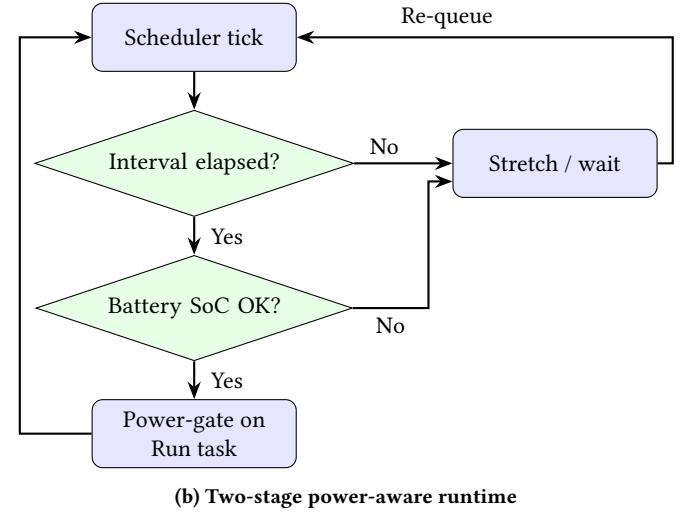 Re-queue
Scheduler tick
Interval elapsed?
No
Stretch / wait
Yes
Battery SoC OK?
No
Yes
Power-gate on
Run task
(b) Two-stage power-aware runtime